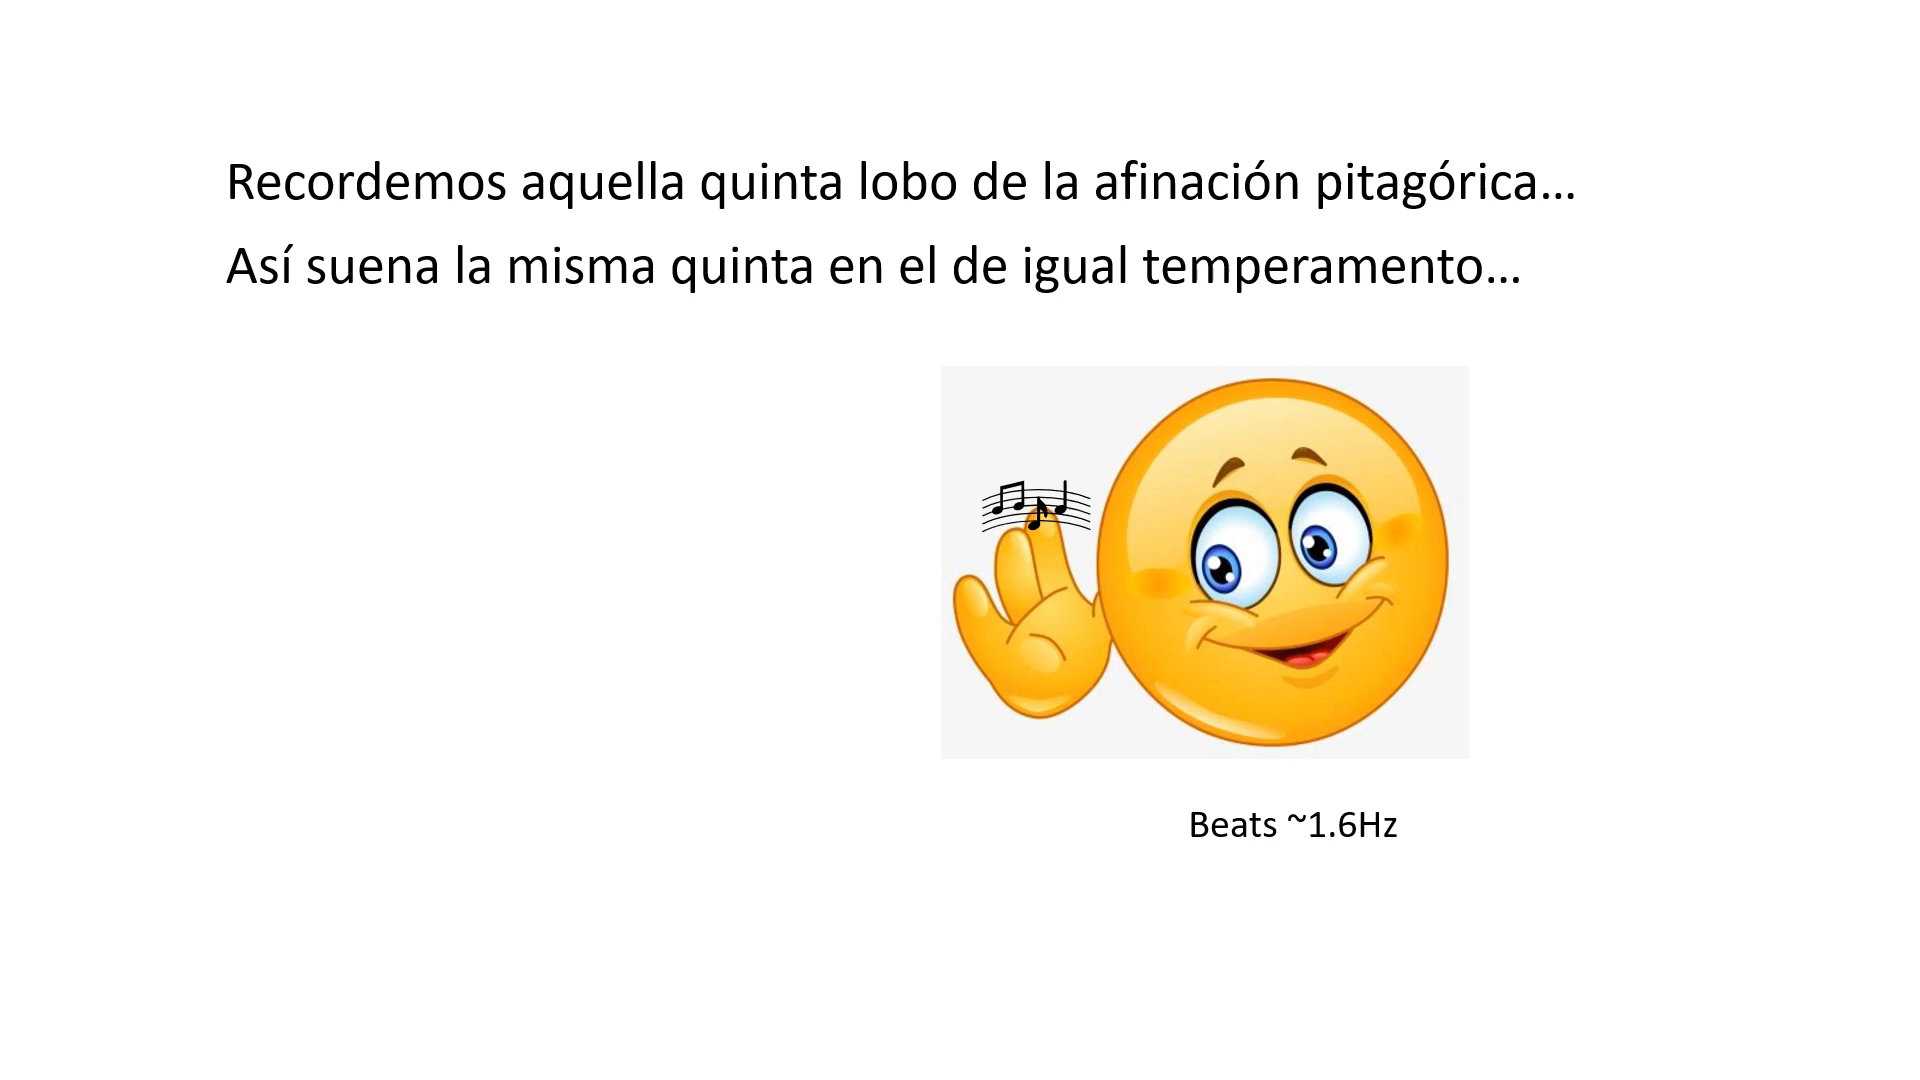 Recordemos aquella quinta lobo de la afinación pitagórica…
Así suena la misma quinta en el de igual temperamento…
Beats ~1.6Hz